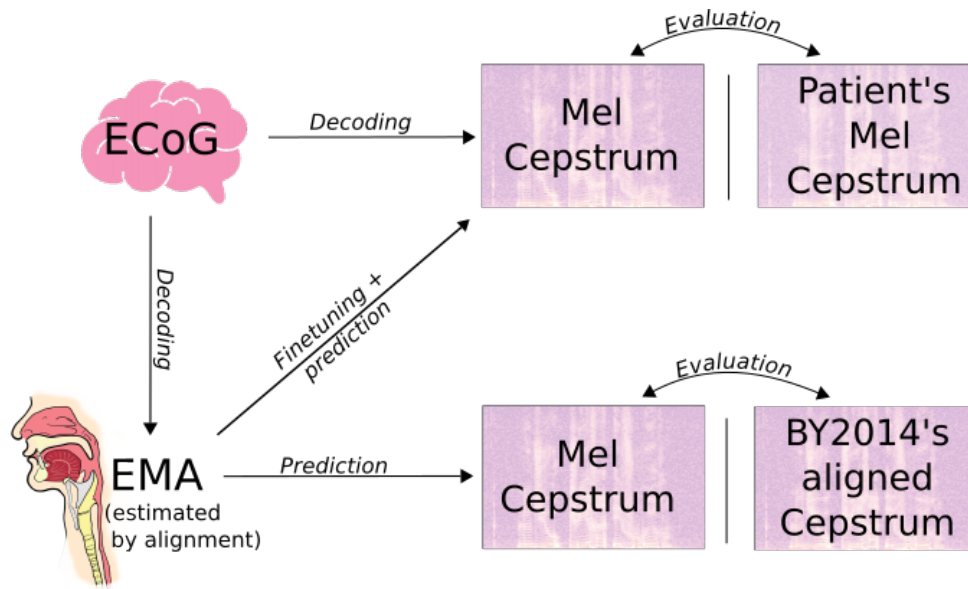 Evaluation
ECoG
Decoding
Mel
Cepstrum
Patient's
Mel
Cepstrum
Decoding
Finetuning +
prediction
Evaluation
EMA
(estimated
by alignment)
Prediction
Mel
Cepstrum
BY2014's
aligned
Cepstrum